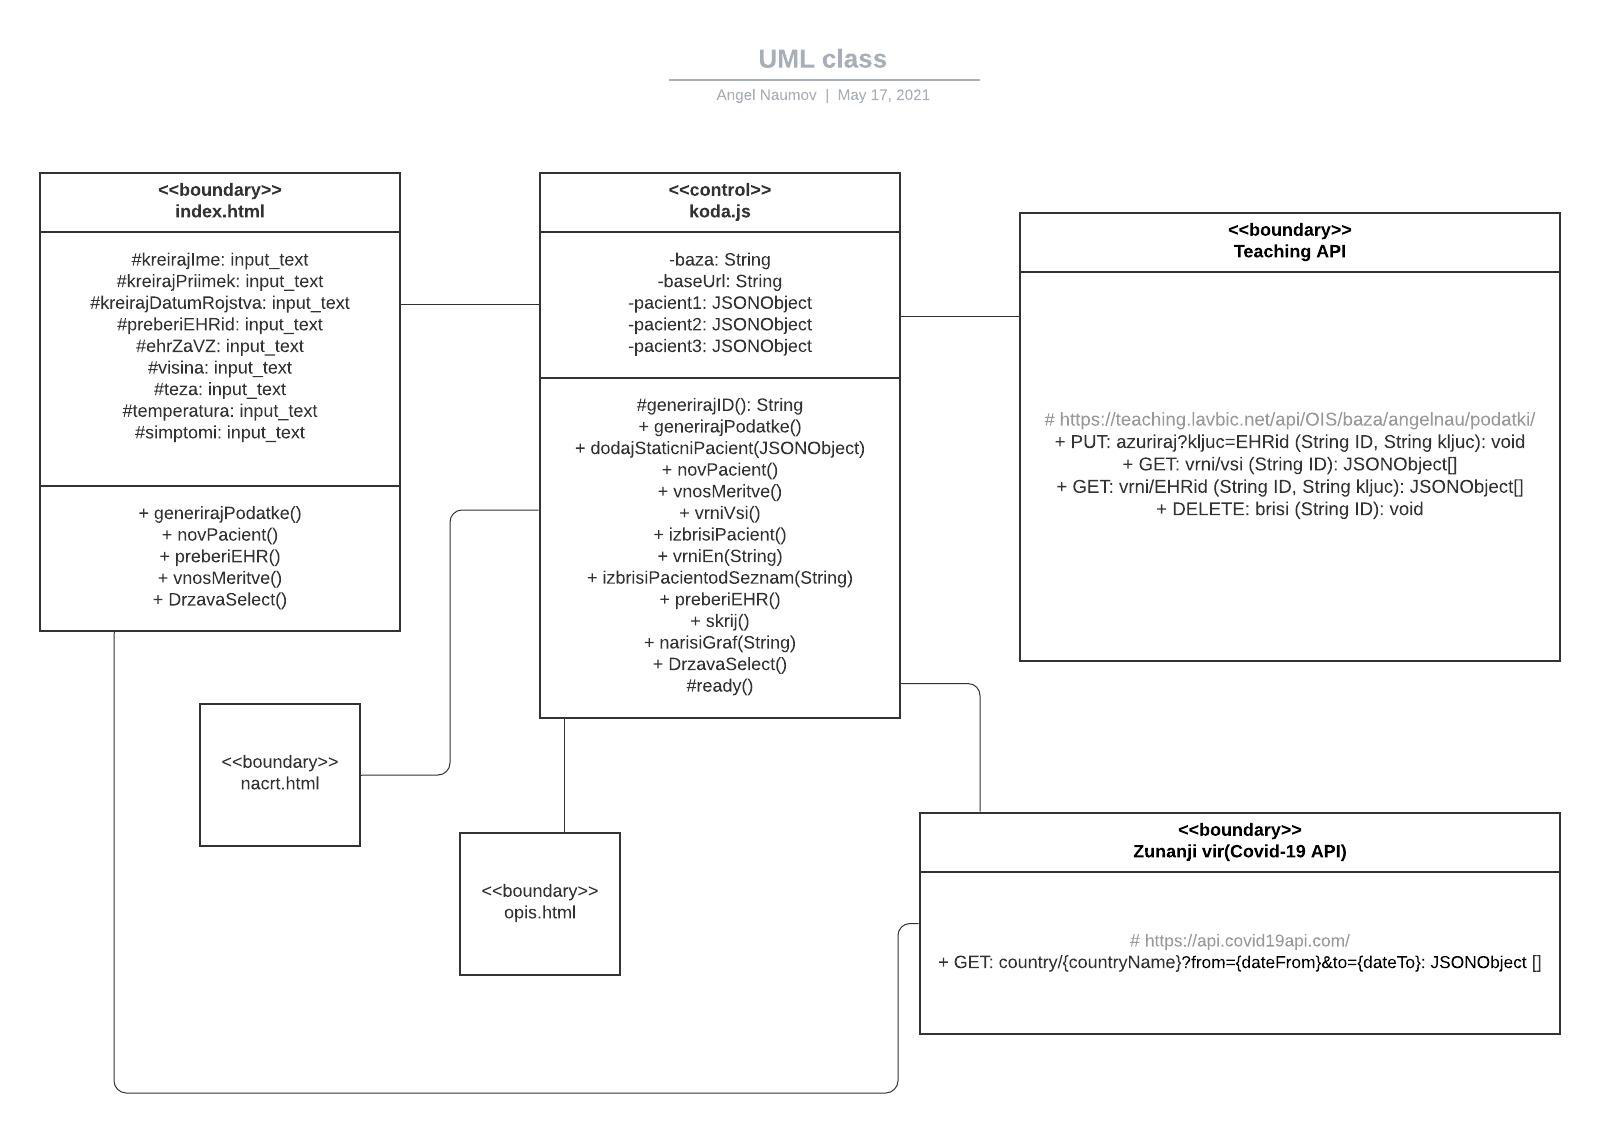 UML class
Angel Naumov | May 17, 2021
<<boundary>>
index.html
#kreirajIme: input_text
#kreirajPriimek: input_text
#kreirajDatumRojstva: input_text
#preberiEHRid: input_text
#ehrZaVZ: input_text
#visina: input_text
#teza: input_text
#temperatura: input_text
#simptomi: input_text
+ generirajPodatke()
+ novPacient()
+ preberiEHR()
+ vnosMeritve()
+ DrzavaSelect()
<<control>>
koda.js
-baza: String
-baseUrl: String
-pacient1: JSONObject
-pacient2: JSONObject
-pacient3: JSONObject
#generirajID(): String
+ generirajPodatke()
+ dodajStaticniPacient(JSONObject)
+ novPacient()
+ vnosMeritve()
+ vrniVsi()
+ izbrisiPacient()
+ vrniEn(String)
+ izbrisiPacientodSeznam(String)
+ preberiEHR()
+ skrij()
+ narisiGraf(String)
+ DrzavaSelect()
#ready()
<<boundary>>
Teaching API
# https://teaching.lavbic.net/api/OIS/baza/angelnau/podatki/
+ PUT: azuriraj?kljuc=EHRid (String ID, String kljuc): void
+ GET: vrni/vsi (String ID): JSONObject[]
+ GET: vrni/EHRid (String ID, String kljuc): JSONObject[]
+ DELETE: brisi (String ID): void
<<boundary>>
nacrt.html
<<boundary>>
opis.html
<<boundary>>
Zunanji vir(Covid-19 API)
# https://api.covid19api.com/
+ GET: country/{countryName}?from={dateFrom}&to={dateTo}: JSONObject []